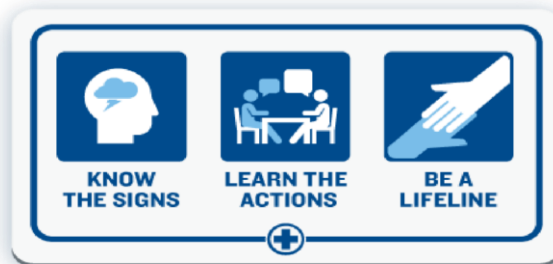 KNOW
THE SIGNS
LEARN THE
ACTIONS
BE A
LIFELINE